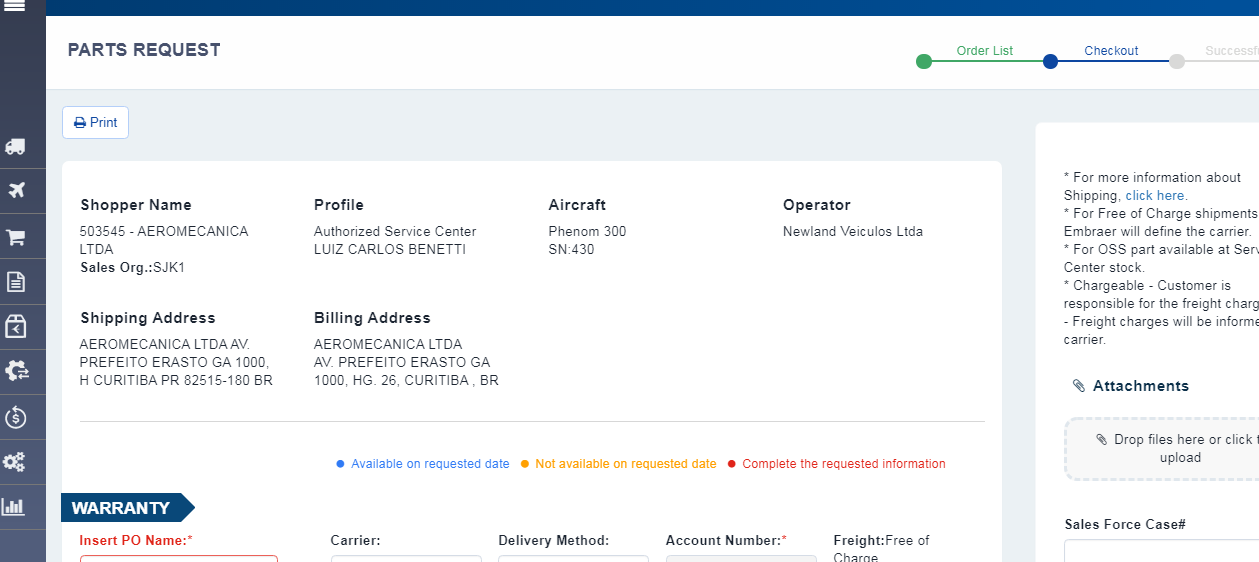 PARTS REQUEST
Order List
Checkout
Print
Shopper Name
503545 - AEROMECANICA
LTDA
Sales Org.:SJK1
Profile
Authorized Service Center
LUIZ CARLOS BENETTI
Aircraft
Phenom 300
SN:430
Operator
Newland Veiculos Ltda
Shipping Address
AEROMECANICA LTDA AV.
PREFEITO ERASTO GA 1000,
H CURITIBA PR 82515-180 BR
Billing Address
AEROMECANICA LTDA
AV. PREFEITO ERASTO GA
1000, HG. 26, CURITIBA , BR
Available on requested date
Not available on requested date
Complete the requested information
WARRANTY
Insert PO Name:*
Carrier:
Delivery Method:
Account Number:*
Freight:Free of
Charge
* For more information about
Shipping, click here.
* For Free of Charge shipments
Embraer will define the carrier.
* For OSS part available at
Center stock.
* Chargeable - Customer is
responsible for the freight
- Freight charges will be
carrier.
Attachments
Drop files here or click
upload
Sales Force Case#